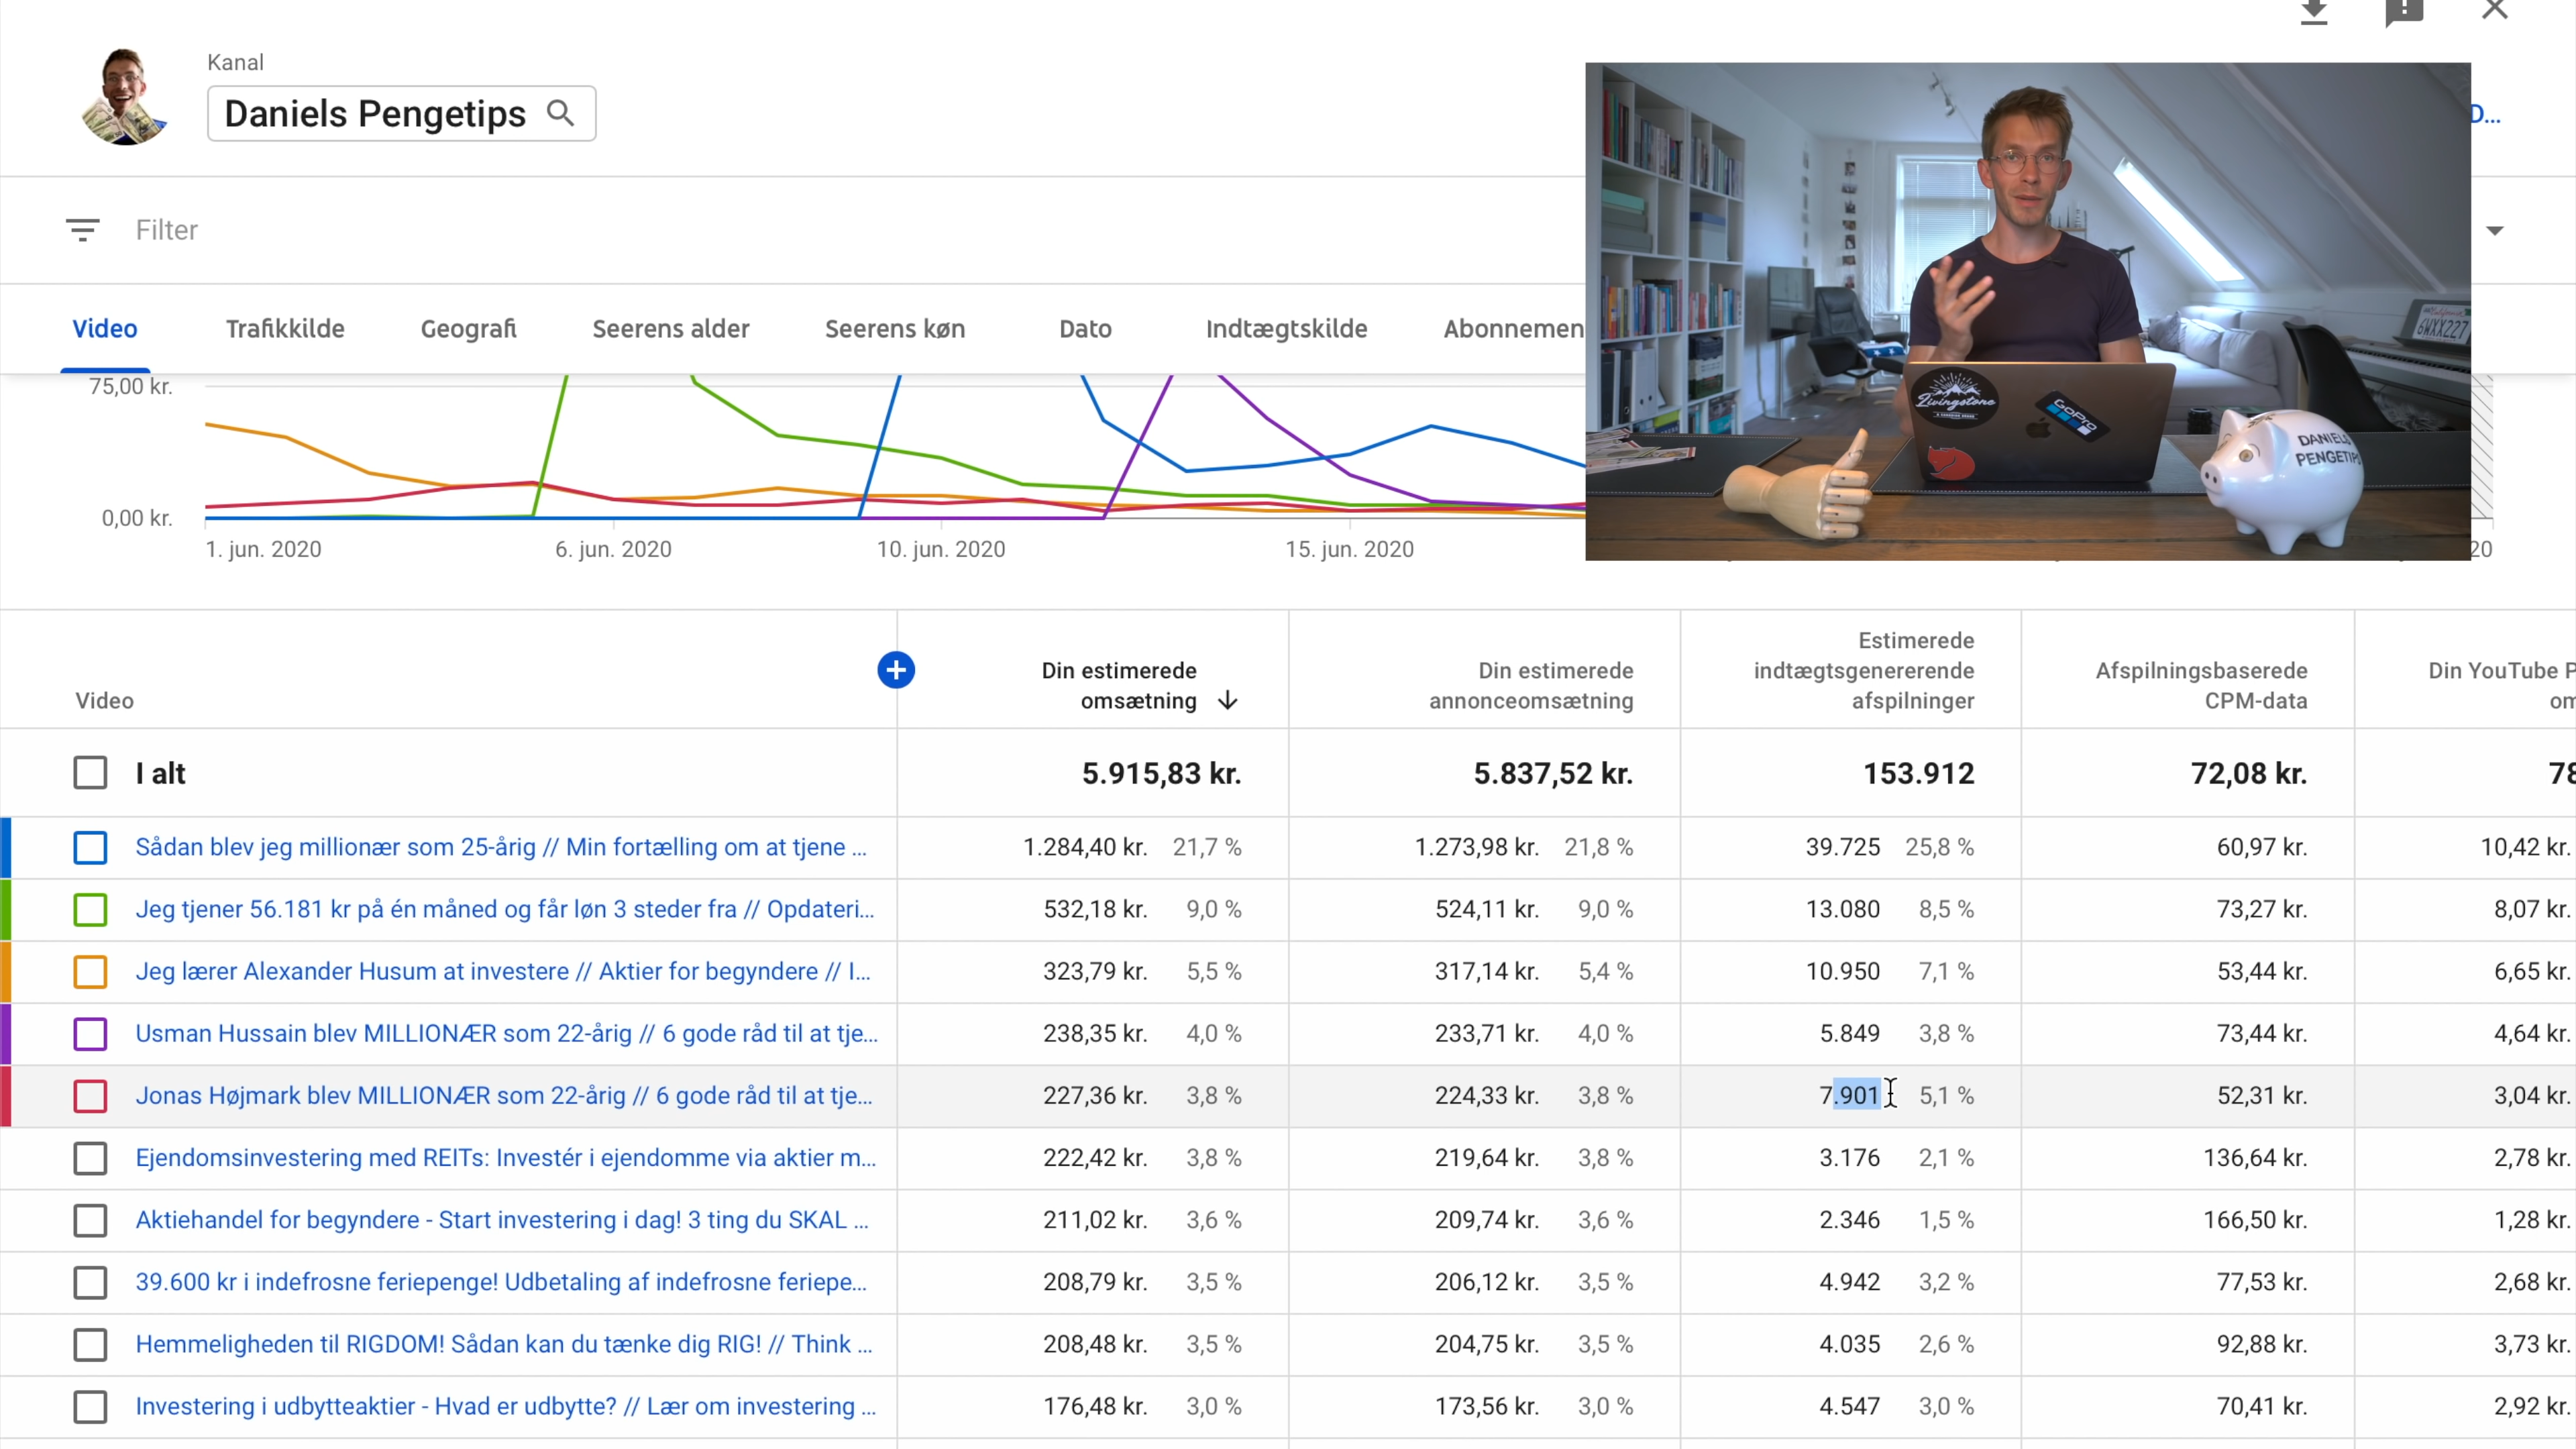 Kanal
Daniels Pengetips
D...
Filter
Video Trafikkilde Geografi Seerens alder Seerens køn Dato Indtægtskilde Abonnemen
Livingstone
GoPro
California
6WXX227
DANIELS
PENGETIPS
75,00 kr.
0,00 kr.
1. jun. 2020 6. jun. 2020 10. jun. 2020 15. jun. 2020 20
Video
Din estimerede
omsætning
Din estimerede
annonceomsætning
Estimerede
indtægtsgenererende
afspilninger
Afspilningsbaserede
CPM-data
Din YouTube P
om
I alt 5.915,83 kr. 5.837,52 kr. 153.912 72,08 kr. 78
Sådan blev jeg millionær som 25-årig // Min fortælling om at tjene ... 1.284,40 kr. 21,7 % 1.273,98 kr. 21,8 % 39.725 25,8 % 60,97 kr. 10,42 kr.
Jeg tjener 56.181 kr på én måned og får løn 3 steder fra // Opdateri... 532,18 kr. 9,0 % 524,11 kr. 9,0 % 13.080 8,5 % 73,27 kr. 8,07 kr.
Jeg lærer Alexander Husum at investere // Aktier for begyndere // I... 323,79 kr. 5,5 % 317,14 kr. 5,4 % 10.950 7,1 % 53,44 kr. 6,65 kr.
Usman Hussain blev MILLIONÆR som 22-årig // 6 gode råd til at tje... 238,35 kr. 4,0 % 233,71 kr. 4,0 % 5.849 3,8 % 73,44 kr. 4,64 kr.
Jonas Højmark blev MILLIONÆR som 22-årig // 6 gode råd til at tje... 227,36 kr. 3,8 % 224,33 kr. 3,8 % 7.901 5,1 % 52,31 kr. 3,04 kr.
Ejendomsinvestering med REITs: Investér i ejendomme via aktier m... 222,42 kr. 3,8 % 219,64 kr. 3,8 % 3.176 2,1 % 136,64 kr. 2,78 kr.
Aktiehandel for begyndere - Start investering i dag! 3 ting du SKAL ... 211,02 kr. 3,6 % 209,74 kr. 3,6 % 2.346 1,5 % 166,50 kr. 1,28 kr.
39.600 kr i indefrosne feriepenge! Udbetaling af indefrosne feriepe... 208,79 kr. 3,5 % 206,12 kr. 3,5 % 4.942 3,2 % 77,53 kr. 2,68 kr.
Hemmeligheden til RIGDOM! Sådan kan du tænke dig RIG! // Think ... 208,48 kr. 3,5 % 204,75 kr. 3,5 % 4.035 2,6 % 92,88 kr. 3,73 kr.
Investering i udbytteaktier - Hvad er udbytte? // Lær om investering ... 176,48 kr. 3,0 % 173,56 kr. 3,0 % 4.547 3,0 % 70,41 kr. 2,92 kr.